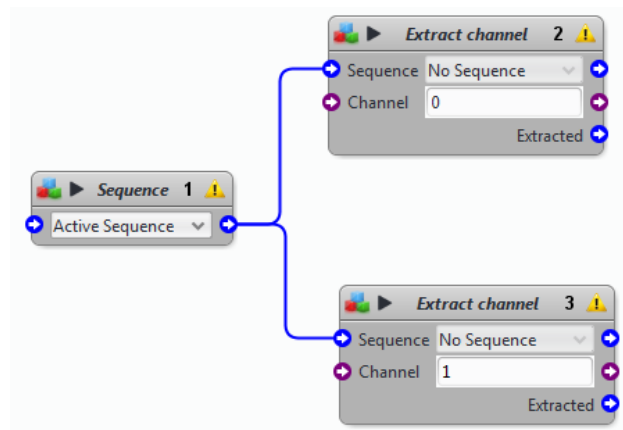 Extract channel 2
Sequence No Sequence
Channel 0
Extracted
Sequence 1
Active Sequence
Extract channel 3
Sequence No Sequence
Channel 1
Extracted